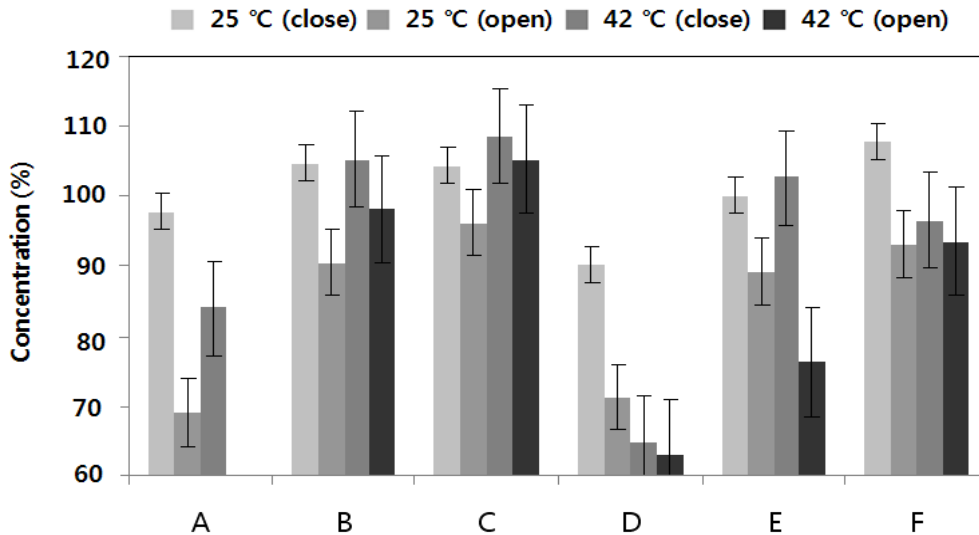 25 ℃ (close) 25 ℃ (open) 42 ℃ (close) 42 ℃ (open)
Concentration (%)
120
110
100
90
80
70
60
A B C D E F